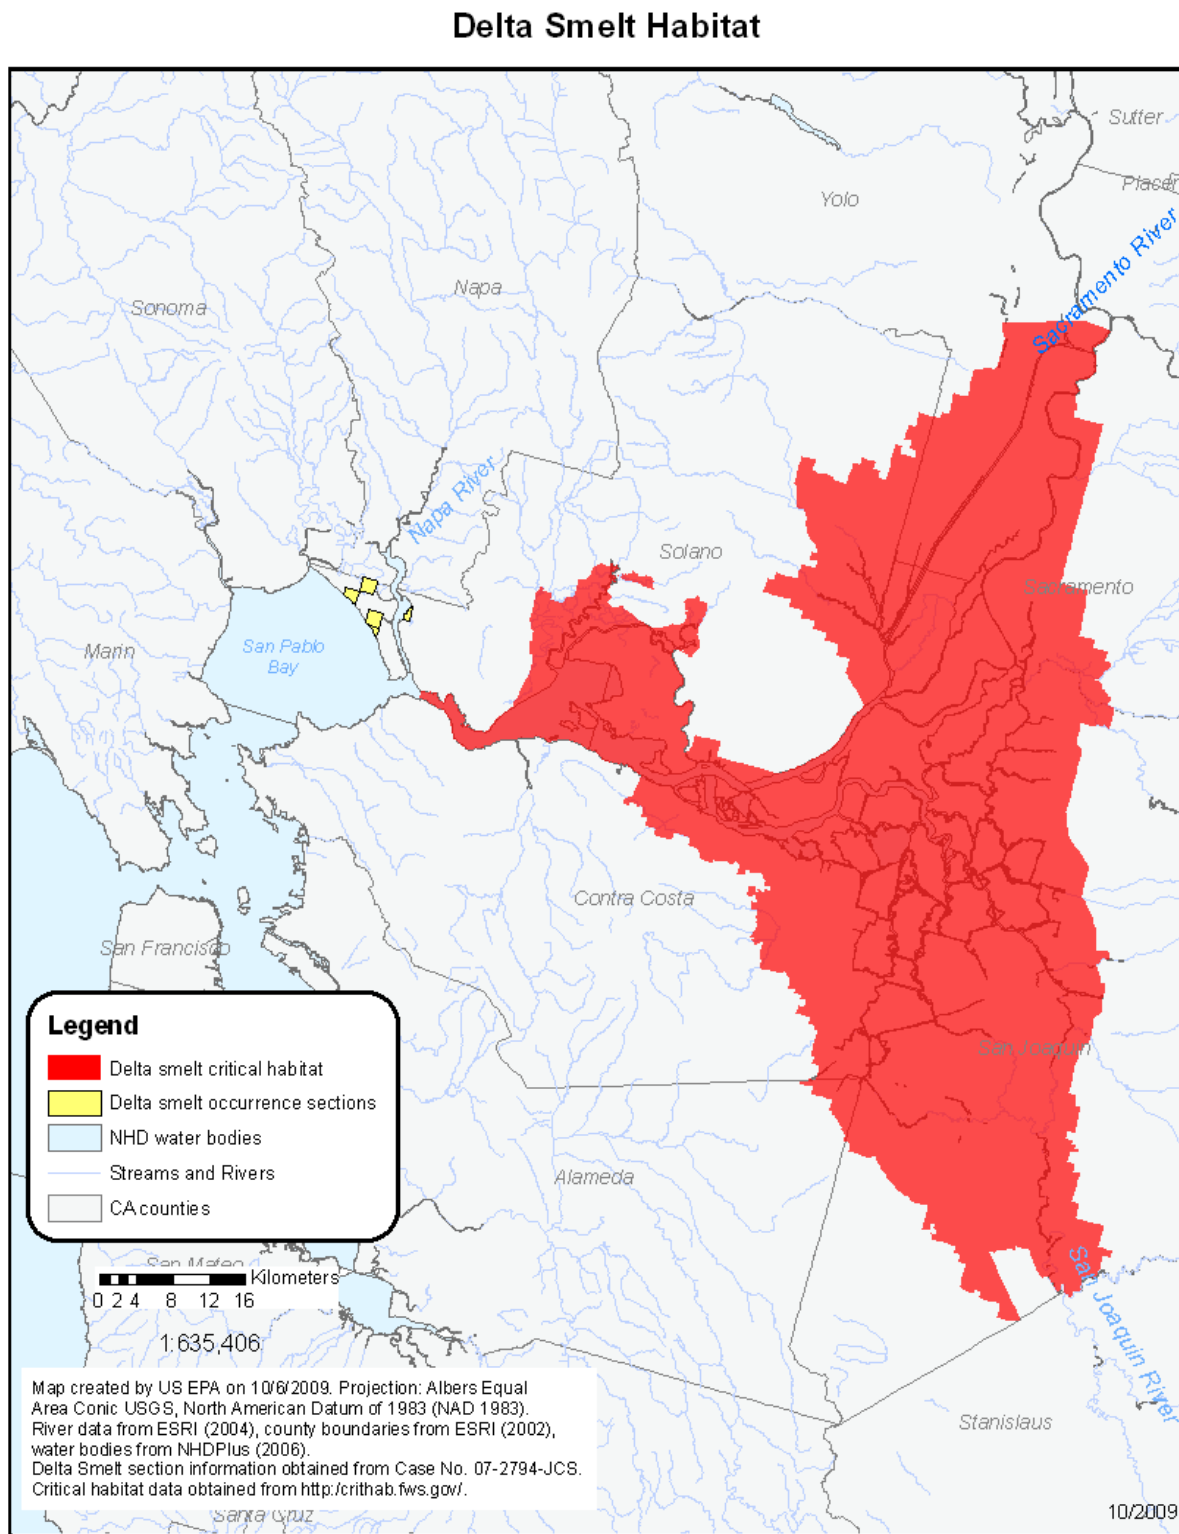 Delta Smelt Habitat
Sutter
Placer
Yolo
Sacramento River
Napa
Sonoma
Napa River
Solano
Sacramento
San Pablo
Bay
Marin
Contra Costa
San Francisco
San Joaquin
Legend
Delta smelt critical habitat
Delta smelt occurrence sections
NHD water bodies
Streams and Rivers
CA counties
Alameda
San Mateo
Kilometers
0 2 4 8 12 16
1:635,406
San Joaquin River
Stanislaus
Map created by US EPA on 10/6/2009. Projection: Albers Equal
Area Conic USGS, North American Datum of 1983 (NAD 1983).
River data from ESRI (2004), county boundaries from ESRI (2002),
water bodies from NHDPlus (2006).
Delta Smelt section information obtained from Case No. 07-2794-JCS.
Critical habitat data obtained from http:/crithab.fws.gov/.
Santa Cruz
10/2009